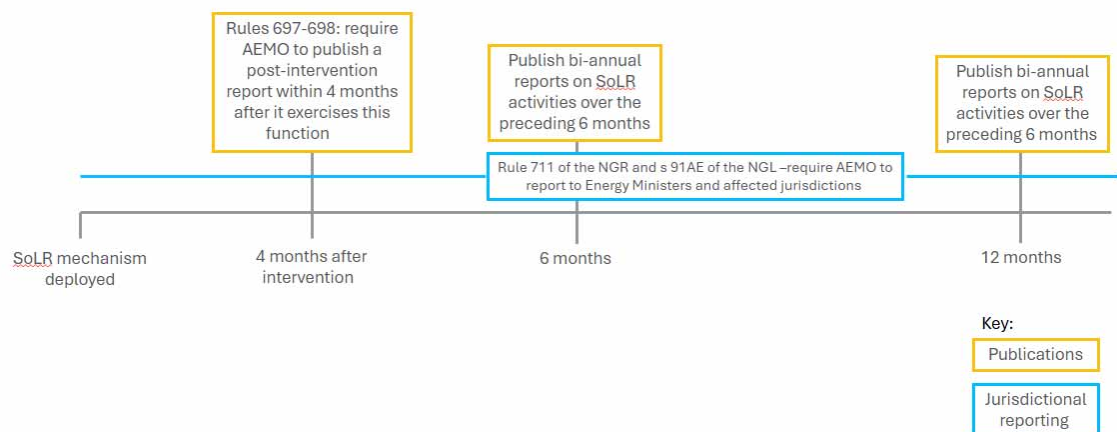 Rules 697-698: require
AEMO to publish a
post-intervention
report within 4 months
after it exercises this
function
Publish bi-annual
reports on SoLR
activities over the
preceding 6 months
Publish bi-annual
reports on SoLR
activities over the
preceding 6 months
Rule 711 of the NGR and s 91AE of the NGL –require AEMO to
report to Energy Ministers and affected jurisdictions
SoLR mechanism
deployed
4 months after
intervention
6 months
12 months
Key:
Publications
Jurisdictional
reporting